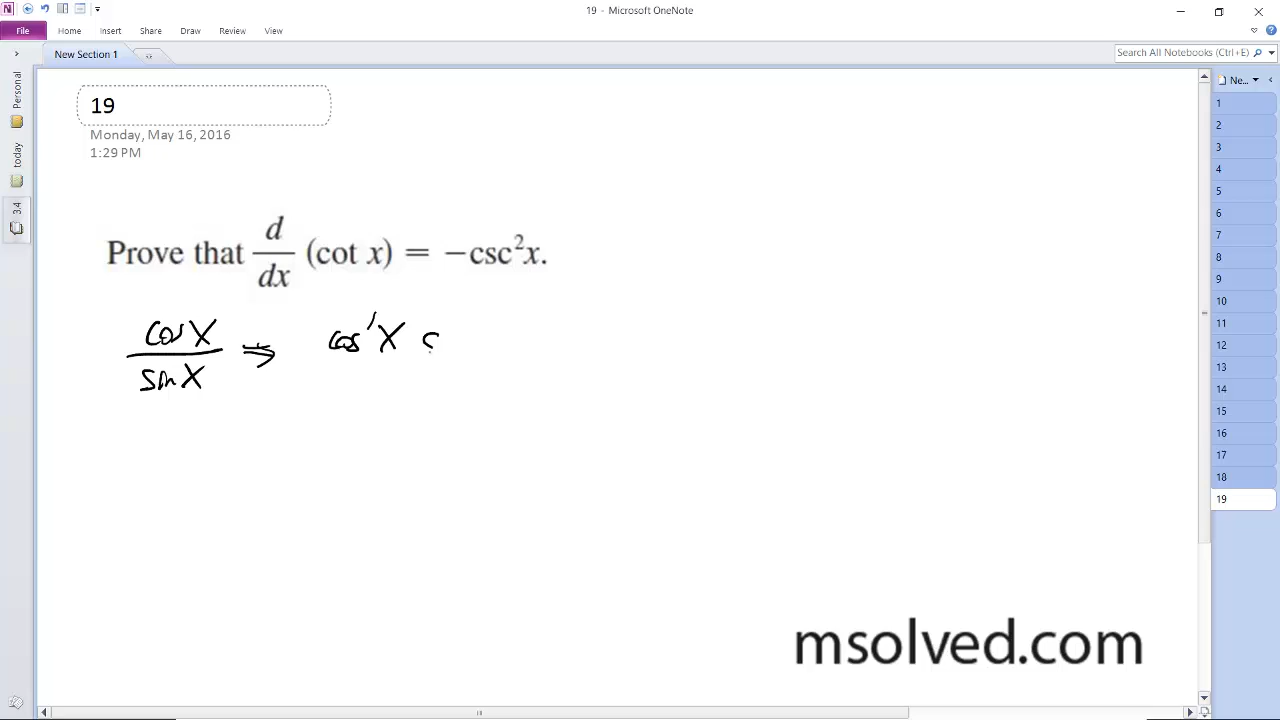 19 - Microsoft OneNote
File Home Insert Share Draw Review View
New Section 1
Search All Notebooks (Ctrl+E)
Ne...
Personal
today
34
19
Monday, May 16, 2016
1:29 PM
Prove that d/dx (cot x) = −csc²x.
cos X / sin X ⇒ cos' X s
1
2
3
4
5
6
7
8
9
10
11
12
13
14
15
16
17
18
19
msolved.com